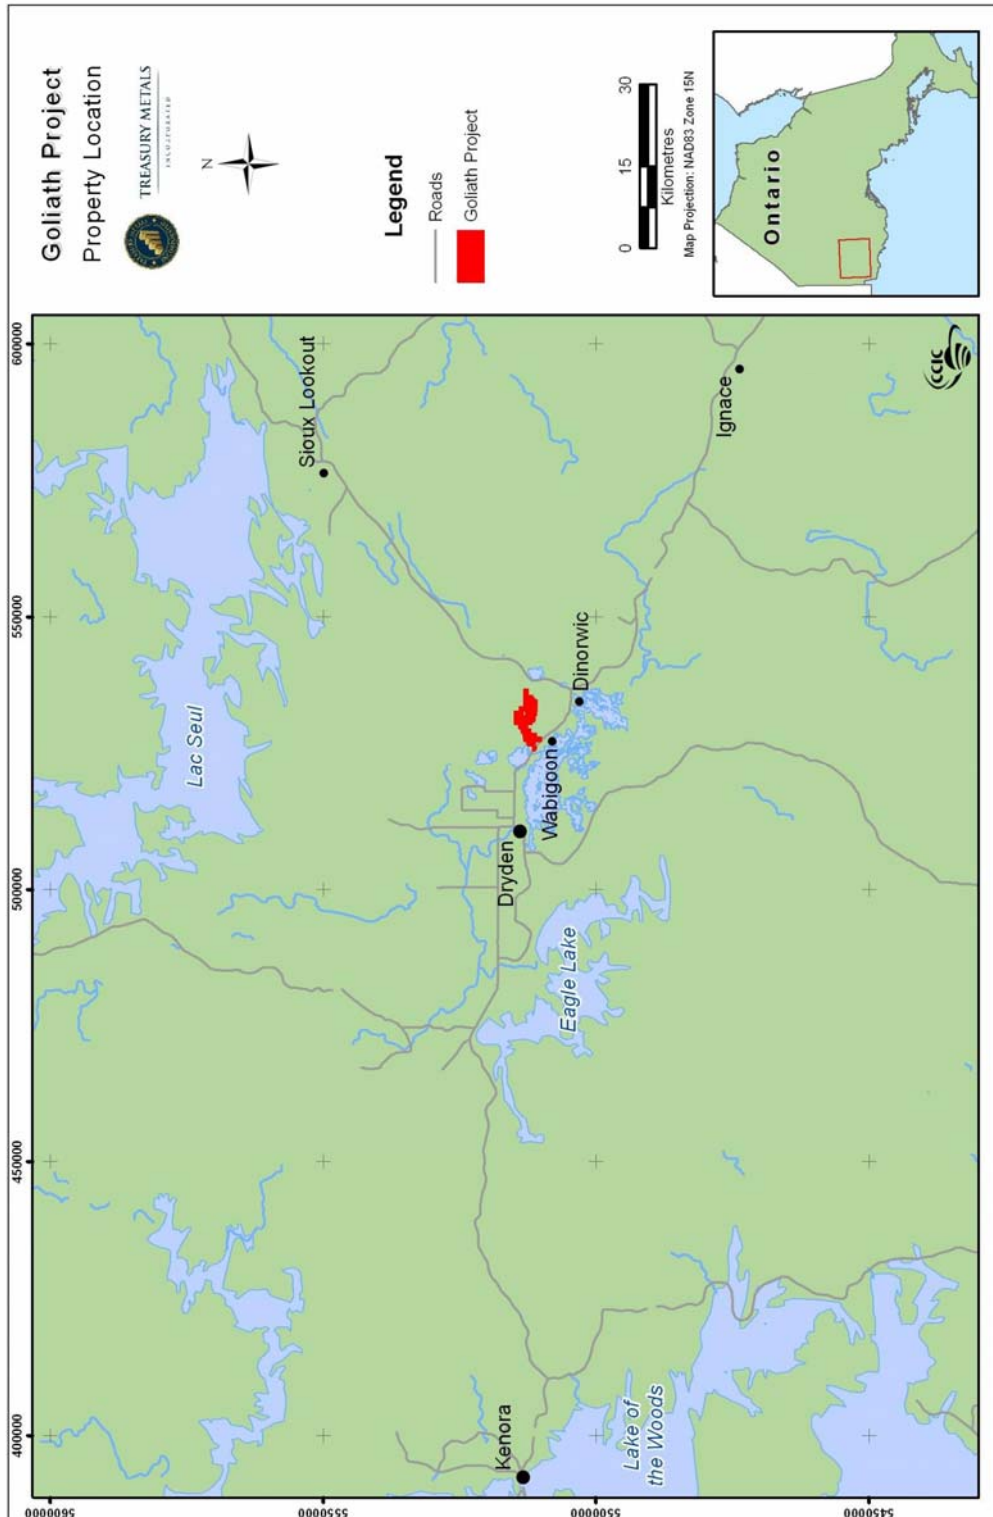 Goliath Project
Property Location
TREASURY METALS
INCORPORATED
N
Legend
Roads
Goliath Project
0 15 30
Kilometres
Map Projection: NAD83 Zone 15N
Ontario
400000 450000 500000 550000 600000
5600000
5550000
5500000
5450000
Lac Seul
Sioux Lookout
Kenora
Dryden
Wabigoon
Dinorwic
Eagle Lake
Lake of
the Woods
Ignace
CCIC